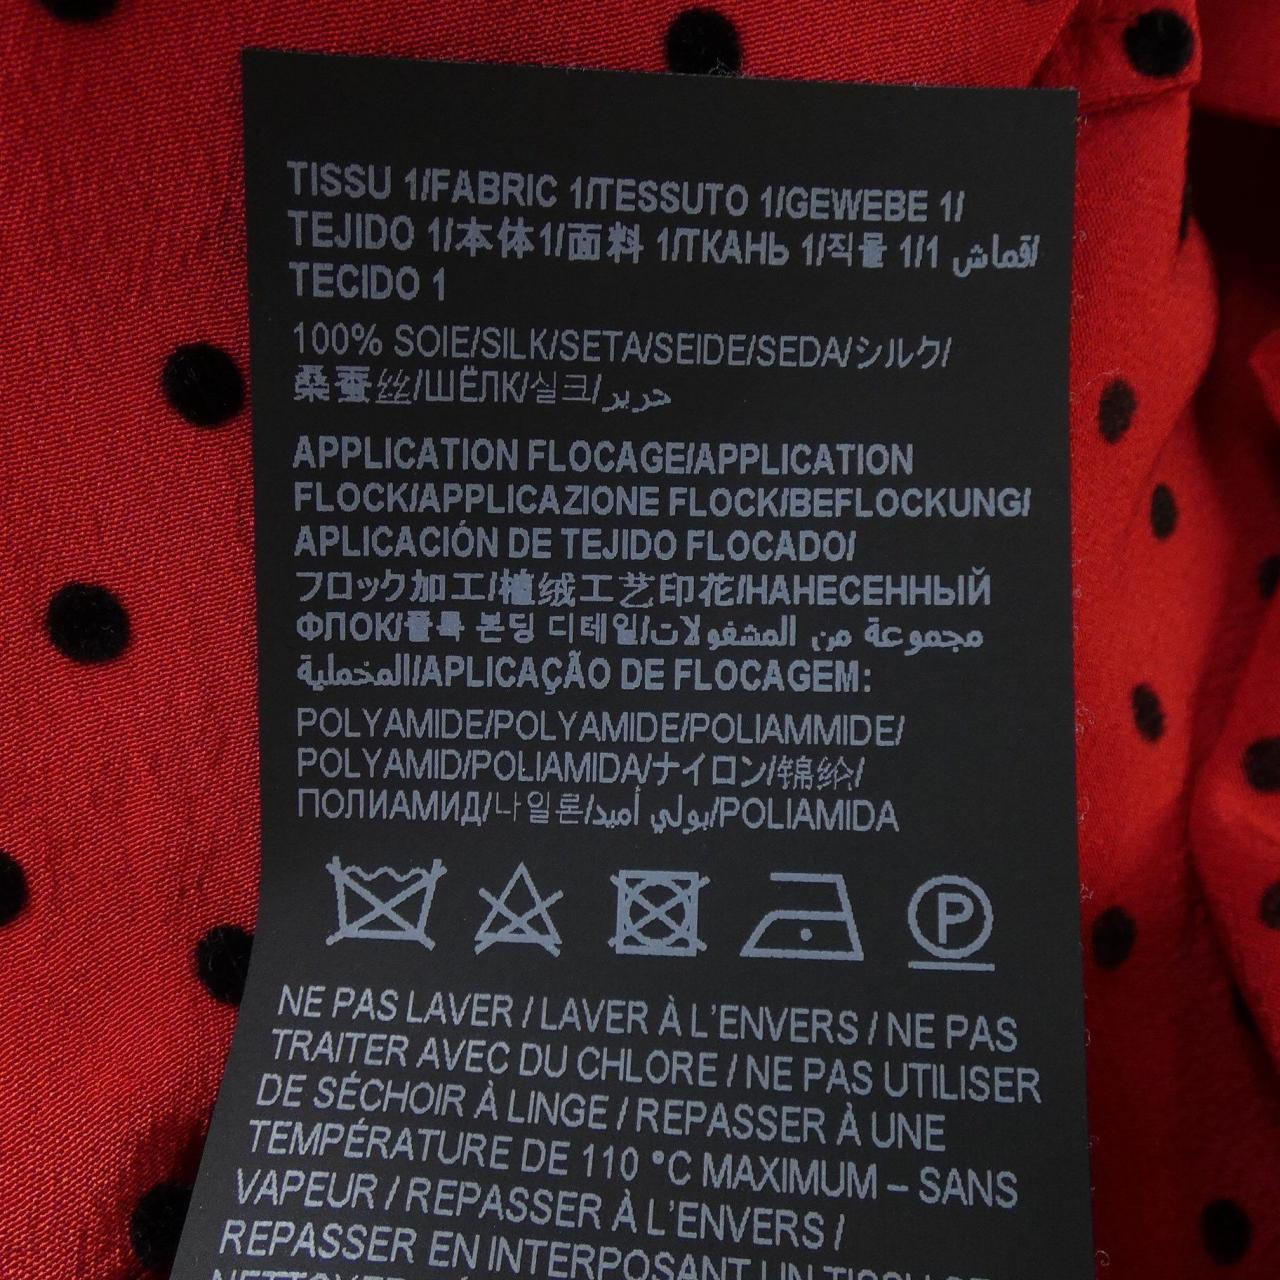 TISSU 1/FABRIC 1/TESSUTO 1/GEWEBE 1/
TEJIDO 1/本体1/面料 1/ТКАНЬ 1/직물 1/1 قماش/
TECIDO 1
100% SOIE/SILK/SETA/SEIDE/SEDA/シルク/
桑蚕丝/ШЁЛК/실크/حرير
APPLICATION FLOCAGE/APPLICATION
FLOCK/APPLICAZIONE FLOCK/BEFLOCKUNG/
APLICACIÓN DE TEJIDO FLOCADO/
フロック加工/植绒工艺印花/НАНЕСЕННЫЙ
ФЛОК/플록 본딩 디테일/مجموعة من المشغولات
المخملية/APLICAÇÃO DE FLOCAGEM:
POLYAMIDE/POLYAMIDE/POLIAMMIDE/
POLYAMID/POLIAMIDA/ナイロン/锦纶/
ПОЛИАМИД/나일론/بولي أميد/POLIAMIDA
P
NE PAS LAVER / LAVER À L'ENVERS / NE PAS
TRAITER AVEC DU CHLORE / NE PAS UTILISER
DE SÉCHOIR À LINGE / REPASSER À UNE
TEMPÉRATURE DE 110 °C MAXIMUM – SANS
VAPEUR / REPASSER À L'ENVERS /
REPASSER EN INTERPOSANT UN TISSU